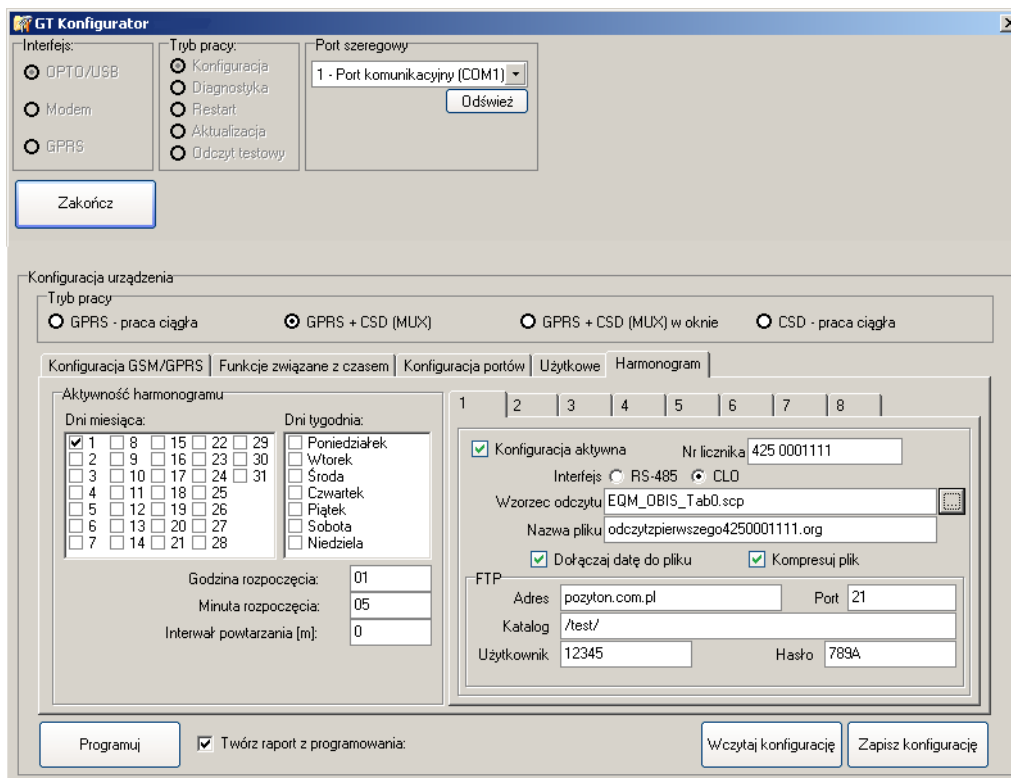 GT Konfigurator
Interfejs:
OPTO/USB
Modem
GPRS
Tryb pracy:
Konfiguracja
Diagnostyka
Restart
Aktualizacja
Odczyt testowy
Port szeregowy
1 - Port komunikacyjny (COM1)
Odśwież
Zakończ
Konfiguracja urządzenia
Tryb pracy
GPRS - praca ciągła GPRS + CSD (MUX) GPRS + CSD (MUX) w oknie CSD - praca ciągła
Konfiguracja GSM/GPRS Funkcje związane z czasem Konfiguracja portów Użytkowe Harmonogram
Aktywność harmonogramu
Dni miesiąca:
1 8 15 22 29
2 9 16 23 30
3 10 17 24 31
4 11 18 25
5 12 19 26
6 13 20 27
7 14 21 28
Dni tygodnia:
Poniedziałek
Wtorek
Środa
Czwartek
Piątek
Sobota
Niedziela
Godzina rozpoczęcia: 01
Minuta rozpoczęcia: 05
Interwał powtarzania [m]: 0
1 2 3 4 5 6 7 8
Konfiguracja aktywna Nr licznika 425 0001111
Interfejs RS-485 CLO
Wzorzec odczytu EQM_OBIS_Tab0.scp ...
Nazwa pliku odczytzpierwszego4250001111.org
Dołączaj datę do pliku Kompresuj plik
FTP
Adres pozyton.com.pl Port 21
Katalog /test/
Użytkownik 12345 Hasło 789A
Programuj Twórz raport z programowania: Wczytaj konfigurację Zapisz konfigurację